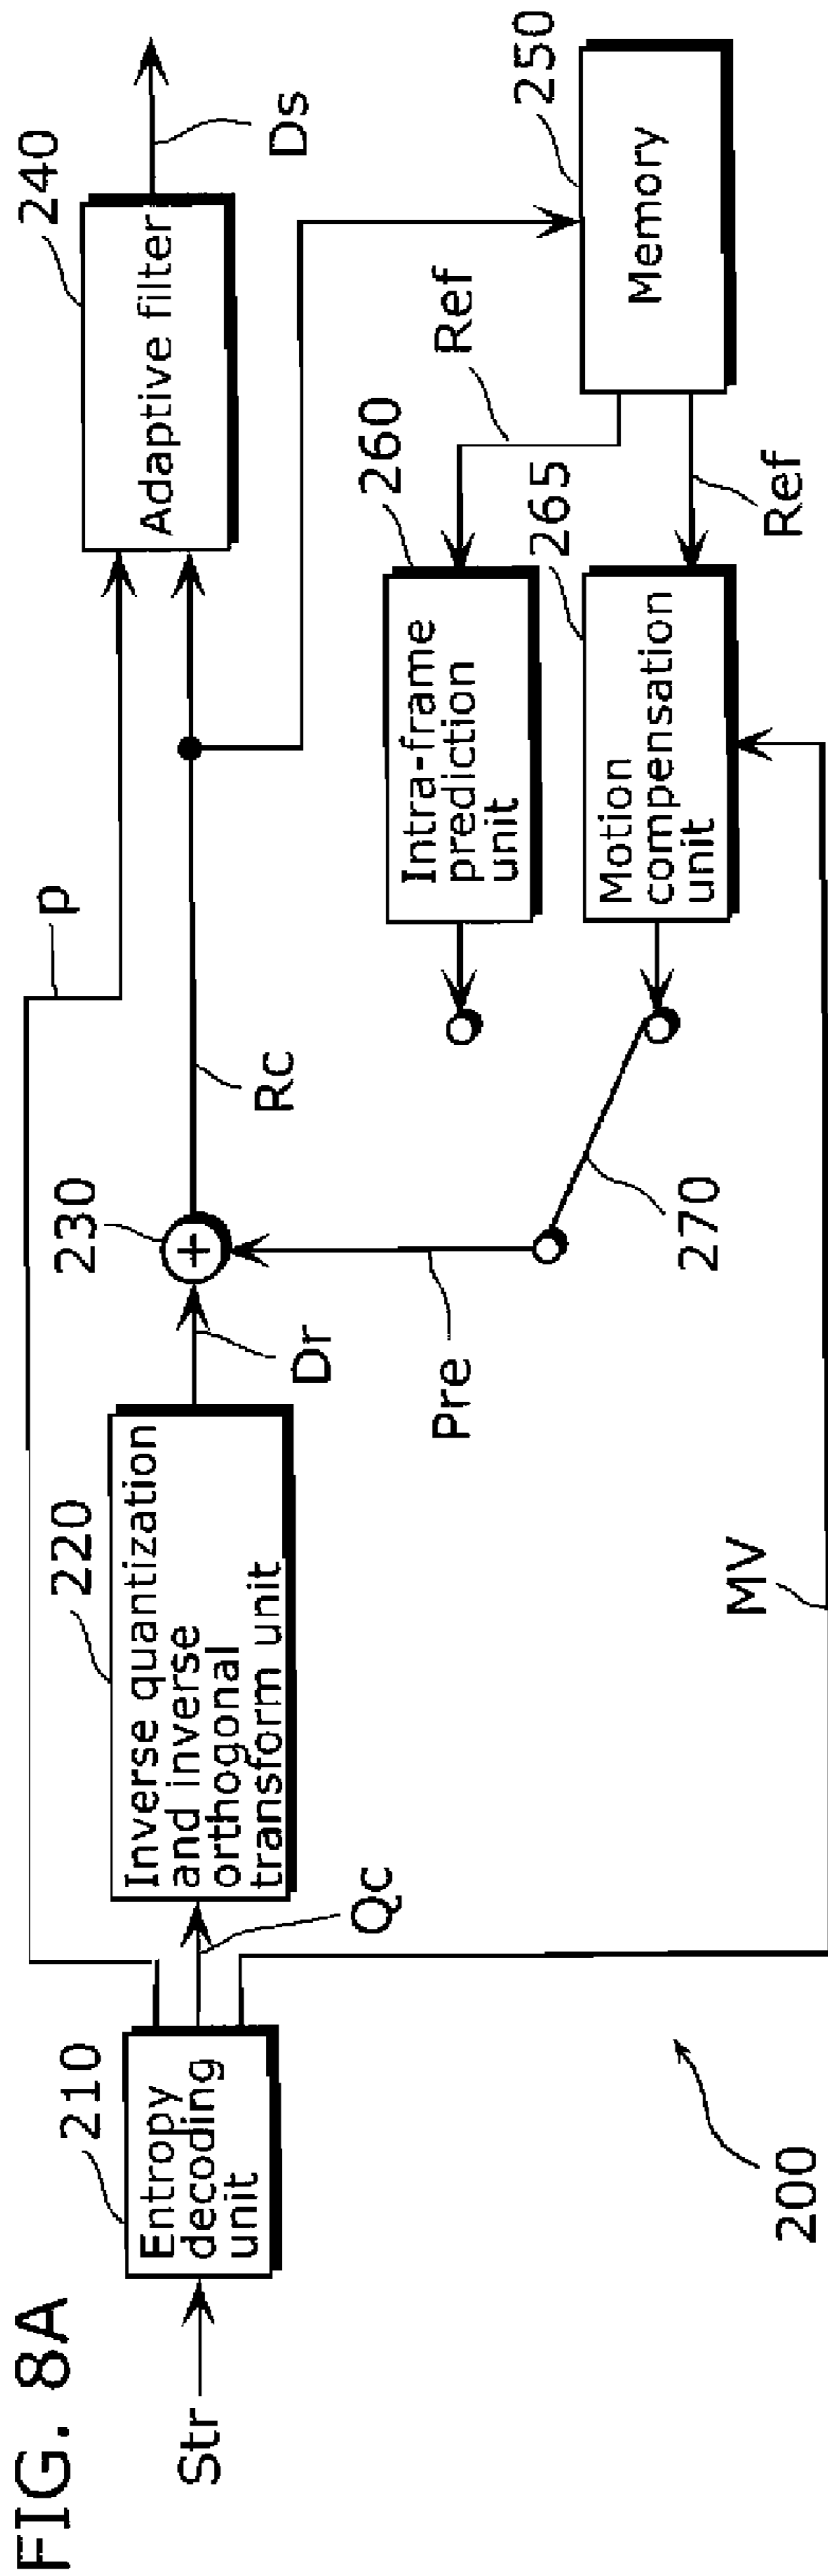 FIG. 8A
Str
210
Entropy
decoding
unit
Qc
220
Inverse quantization
and inverse
orthogonal
transform unit
Dr
230
+
Pre
Rc
p
240
Adaptive filter
Ds
250
Memory
Ref
Ref
260
Intra-frame
prediction
unit
265
Motion
compensation
unit
270
MV
200